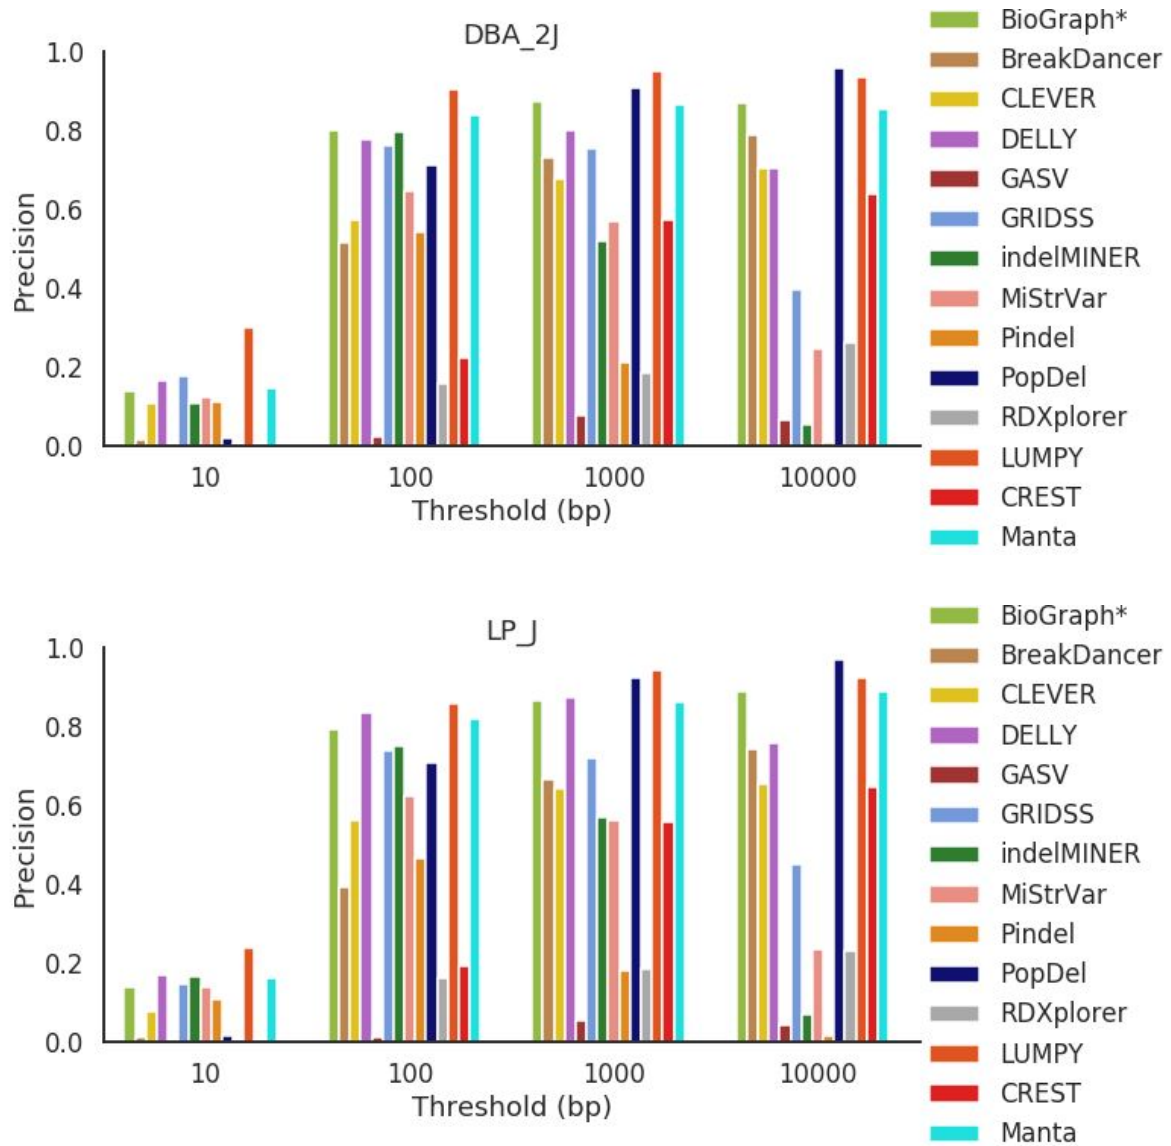 DBA_2J
1.0
0.8
0.6
0.4
0.2
0.0
Precision
10 100 1000 10000
Threshold (bp)
BioGraph*
BreakDancer
CLEVER
DELLY
GASV
GRIDSS
indelMINER
MiStrVar
Pindel
PopDel
RDXplorer
LUMPY
CREST
Manta
LP_J
1.0
0.8
0.6
0.4
0.2
0.0
Precision
10 100 1000 10000
Threshold (bp)
BioGraph*
BreakDancer
CLEVER
DELLY
GASV
GRIDSS
indelMINER
MiStrVar
Pindel
PopDel
RDXplorer
LUMPY
CREST
Manta